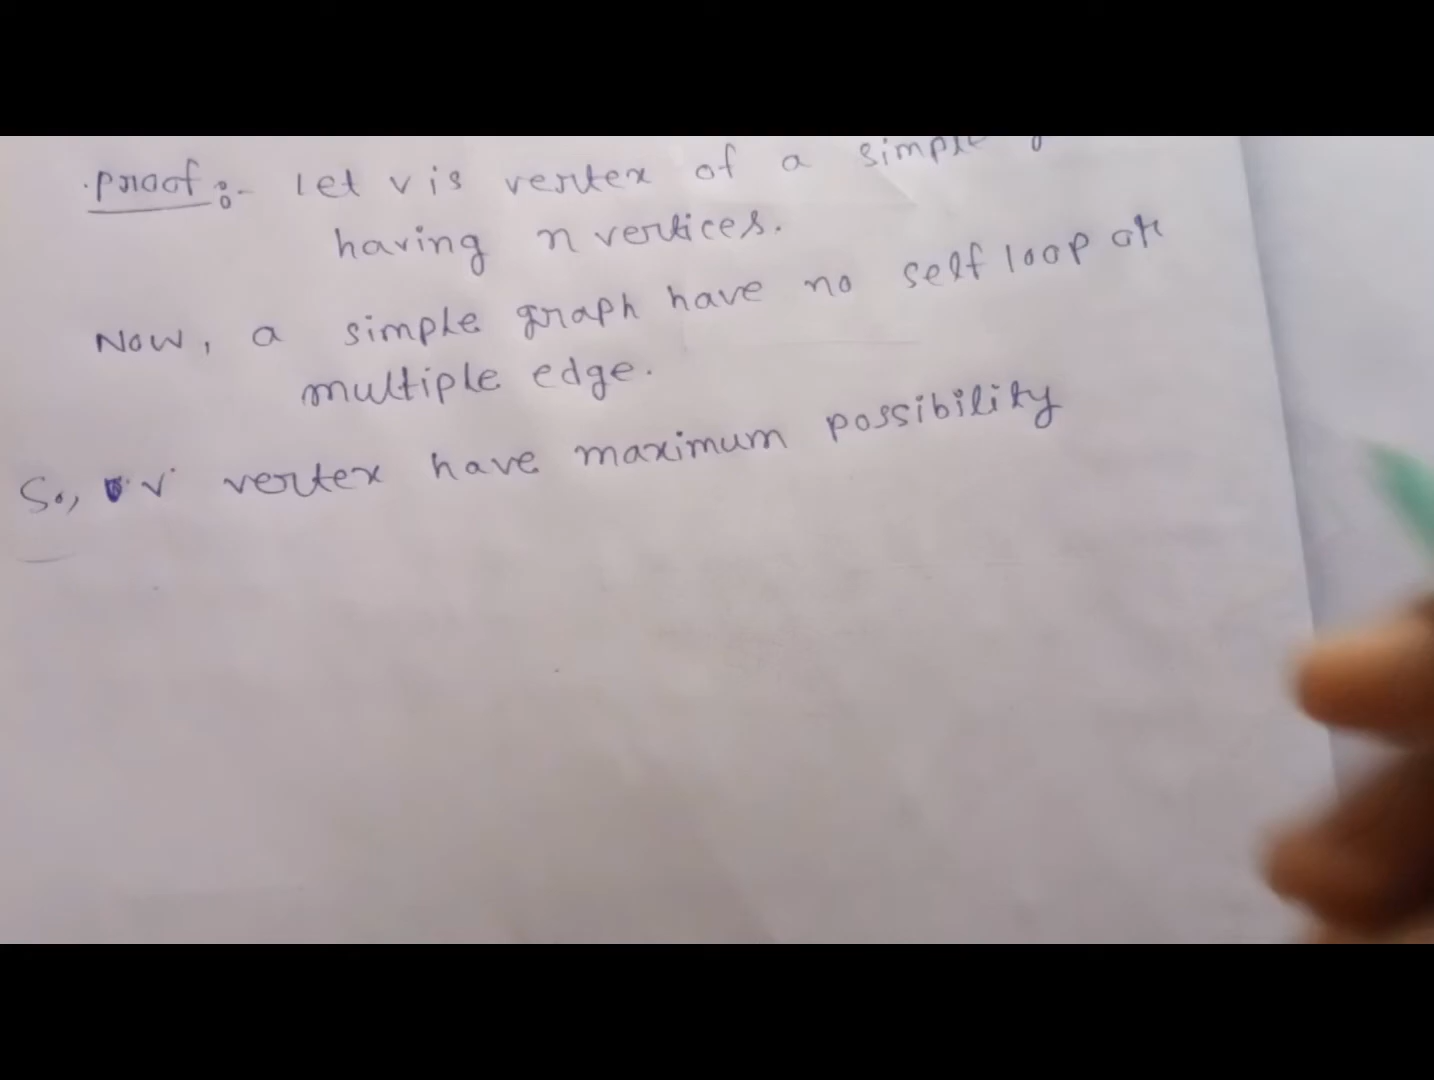 proof :- let v is vertex of a simple
having n vertices.
Now, a simple graph have no self loop or
multiple edge.
So, v vertex have maximum possibility